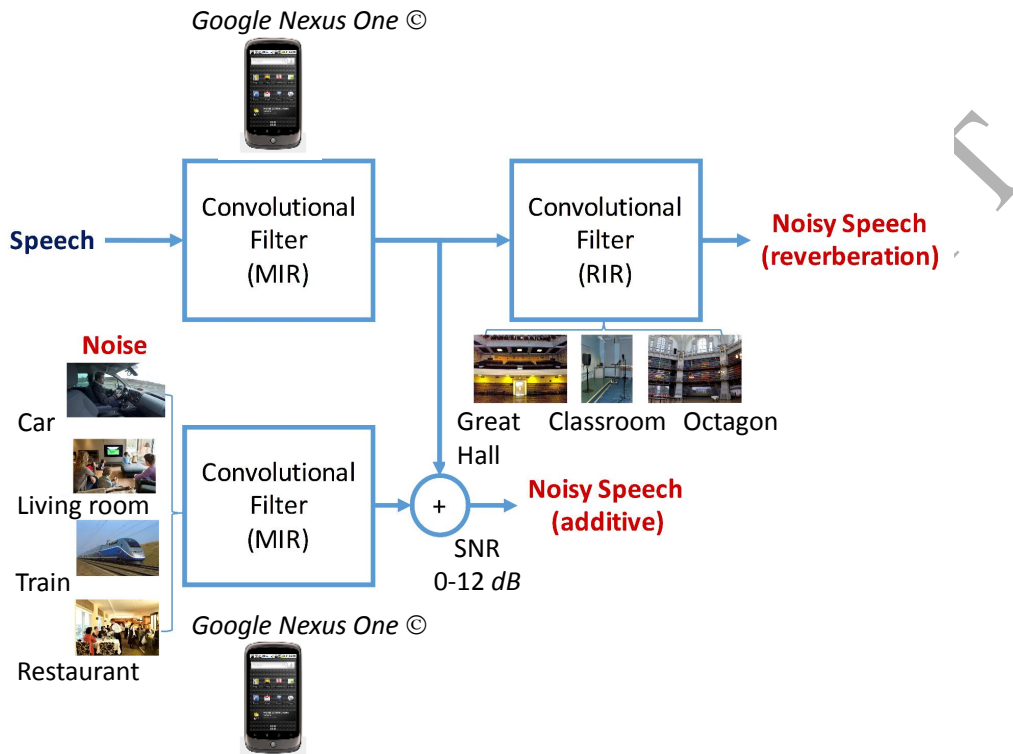 Google Nexus One ©
Convolutional
Filter
(MIR)
Convolutional
Filter
(RIR)
Speech
Noisy Speech
(reverberation)
Noise
Car
Living room
Train
Restaurant
Great
Hall
Classroom
Octagon
Convolutional
Filter
(MIR)
+
Noisy Speech
(additive)
SNR
0-12 dB
Google Nexus One ©
T